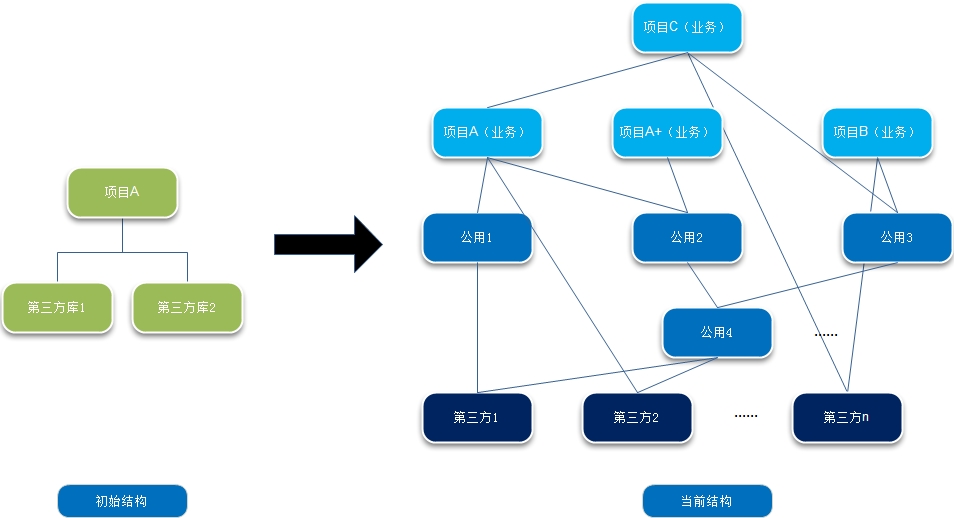 项目C（业务）
项目A（业务）
项目A+（业务）
项目B（业务）
项目A
公用1
公用2
公用3
第三方库1
第三方库2
公用4
......
第三方1
第三方2
......
第三方n
初始结构
当前结构